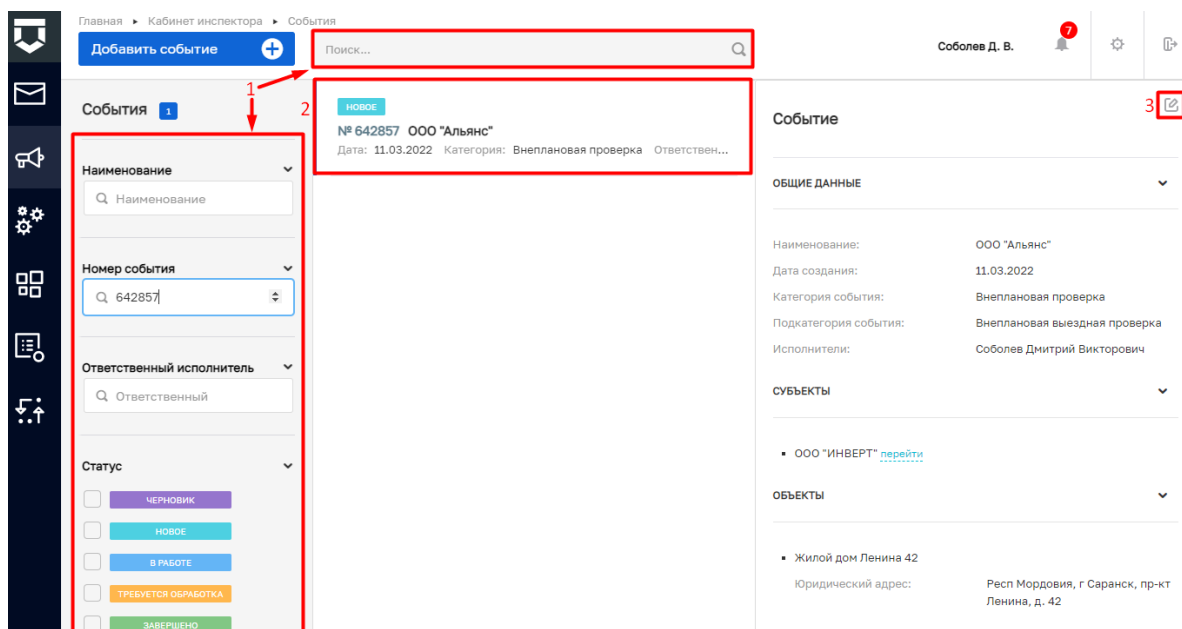 Главная ▸ Кабинет инспектора ▸ События
Добавить событие
Поиск...
Соболев Д. В.
7
1
События 1
Наименование
Наименование
Номер события
642857
Ответственный исполнитель
Ответственный
Статус
ЧЕРНОВИК
НОВОЕ
В РАБОТЕ
ТРЕБУЕТСЯ ОБРАБОТКА
ЗАВЕРШЕНО
2
НОВОЕ
№ 642857 ООО "Альянс"
Дата: 11.03.2022 Категория: Внеплановая проверка Ответствен...
3
Событие
ОБЩИЕ ДАННЫЕ
Наименование: ООО "Альянс"
Дата создания: 11.03.2022
Категория события: Внеплановая проверка
Подкатегория события: Внеплановая выездная проверка
Исполнители: Соболев Дмитрий Викторович
СУБЪЕКТЫ
▪ ООО "ИНВЕРТ" перейти
ОБЪЕКТЫ
▪ Жилой дом Ленина 42
Юридический адрес: Респ Мордовия, г Саранск, пр-кт
Ленина, д. 42